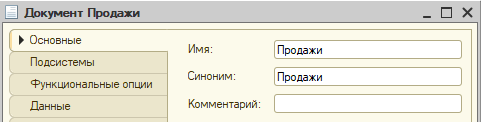 Документ Продажи
Основные
Подсистемы
Функциональные опции
Данные
Имя: Продажи
Синоним: Продажи
Комментарий: